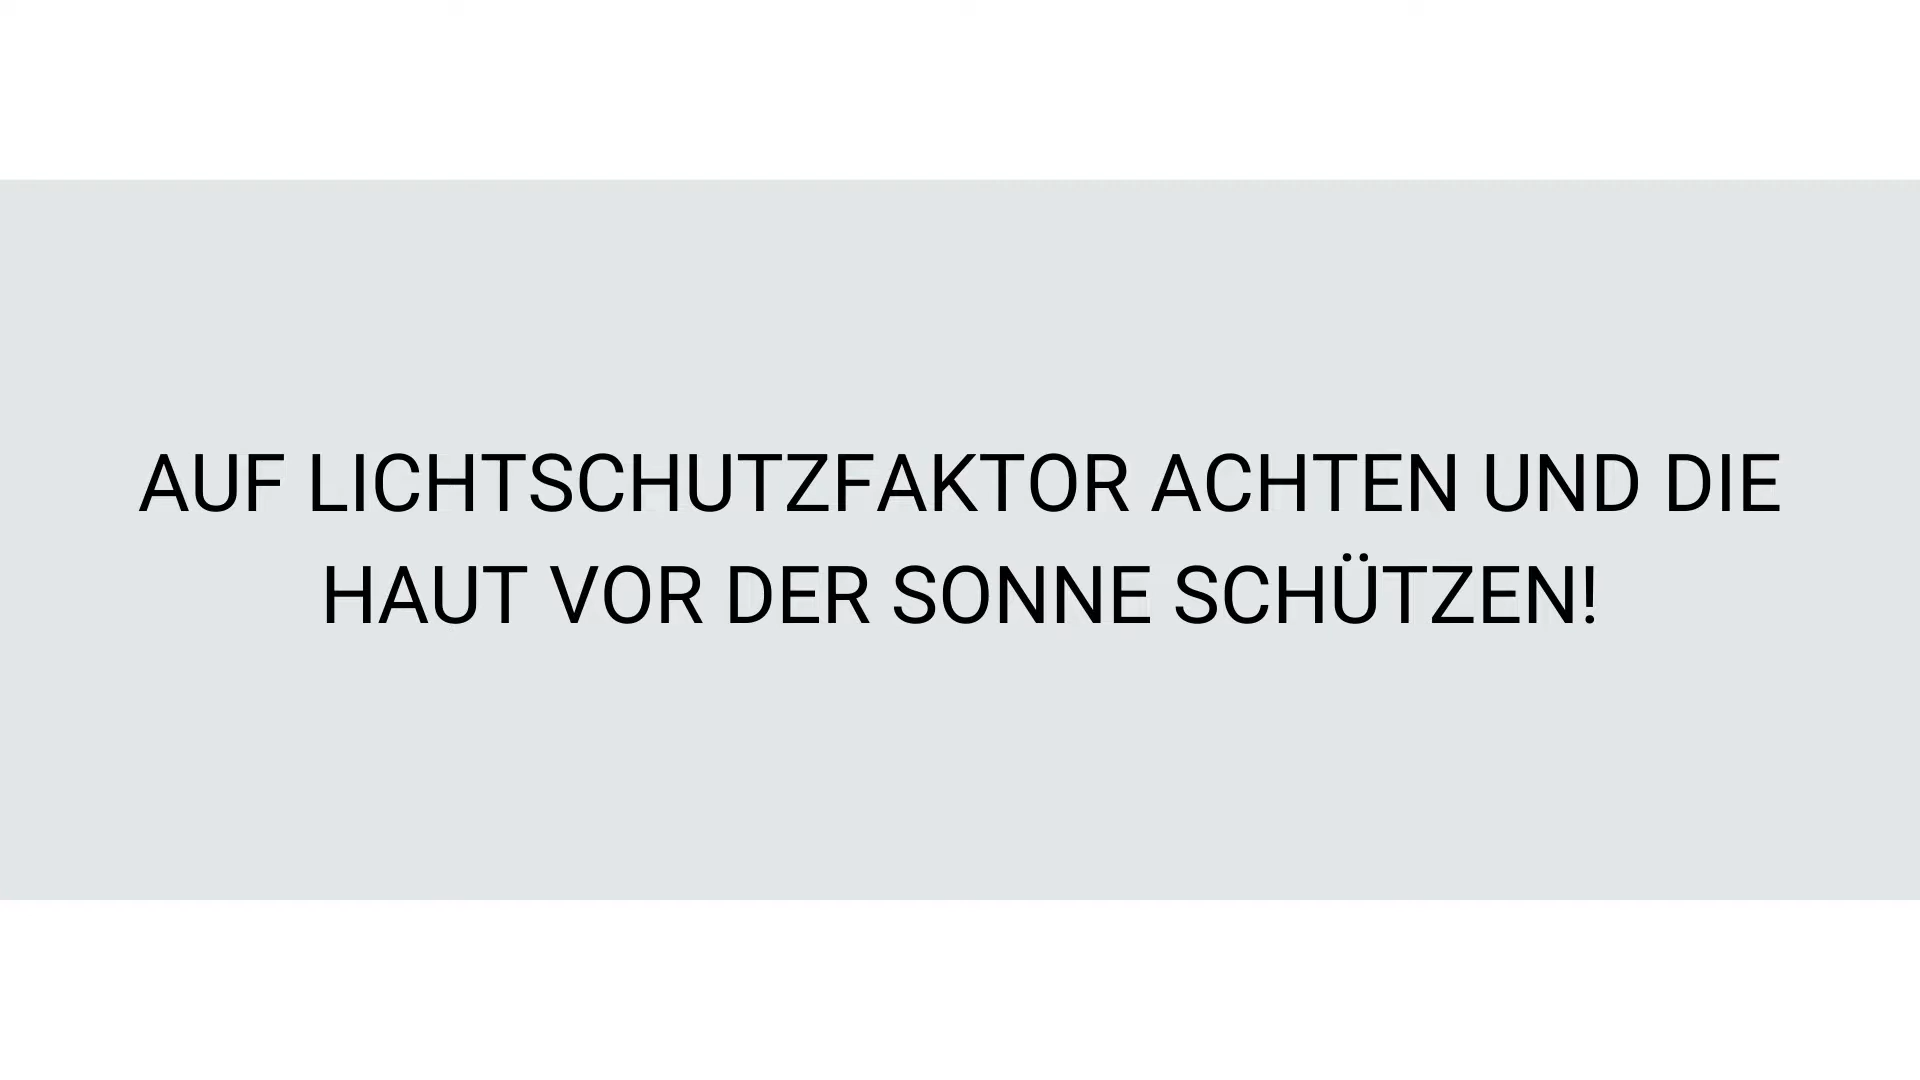 AUF LICHTSCHUTZFAKTOR ACHTEN UND DIE
HAUT VOR DER SONNE SCHÜTZEN!